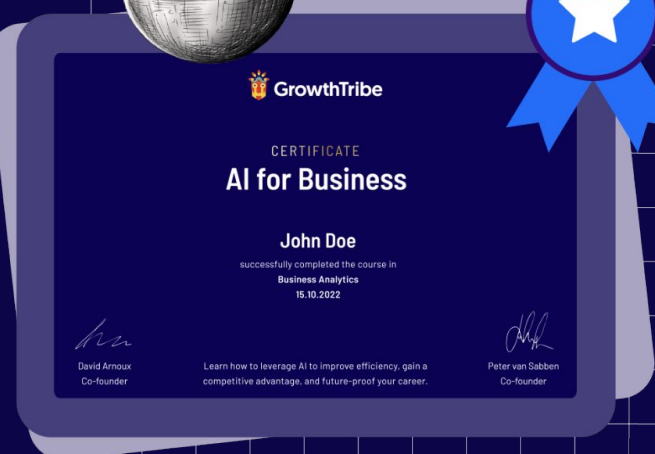 GrowthTribe
CERTIFICATE
AI for Business
John Doe
successfully completed the course in
Business Analytics
15.10.2022
David Arnoux
Co-founder
Learn how to leverage AI to improve efficiency, gain a
competitive advantage, and future-proof your career.
Peter van Sabben
Co-founder